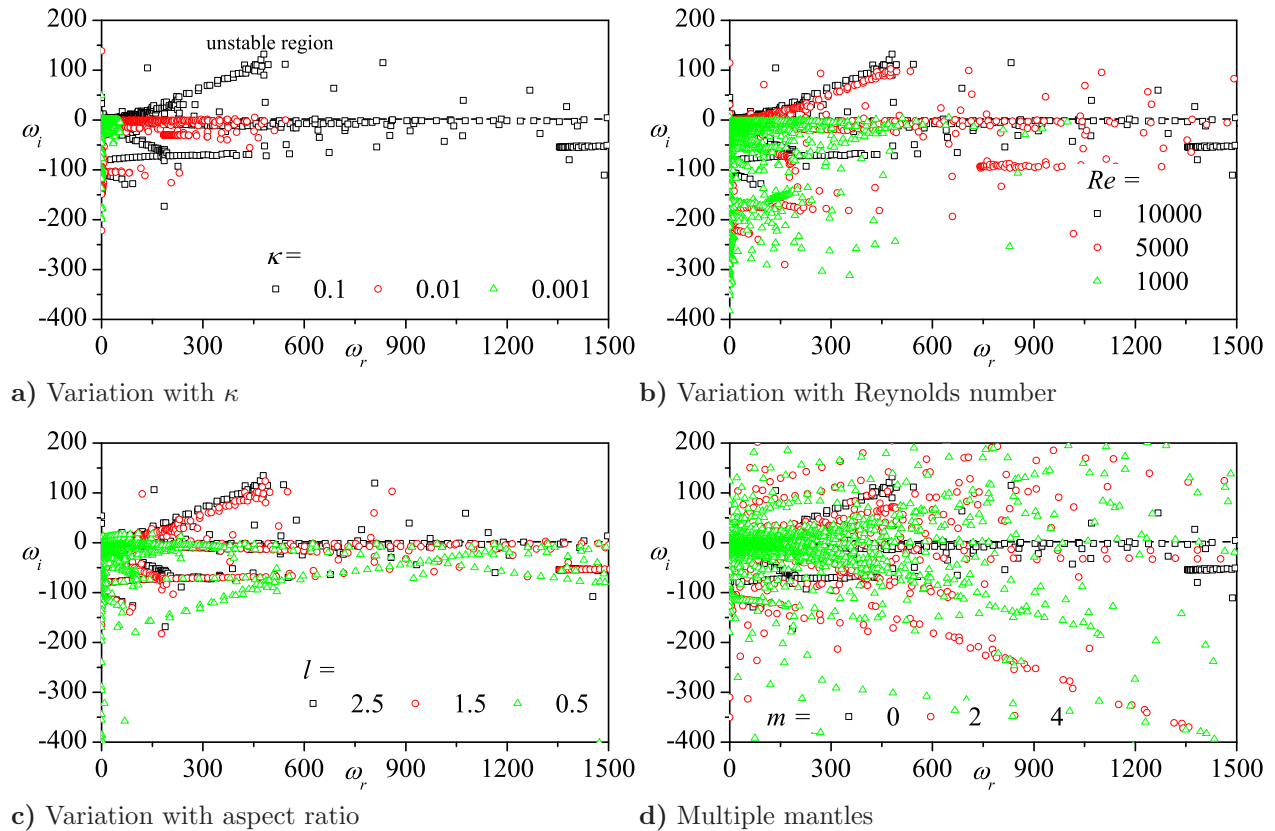 200
100
0
-100
-200
-300
-400
ω_i
unstable region
κ =
0.1 0.01 0.001
0 300 600 900 1200 1500
ω_r
a) Variation with κ
200
100
0
-100
-200
-300
-400
ω_i
Re =
10000
5000
1000
0 300 600 900 1200 1500
ω_r
b) Variation with Reynolds number
200
100
0
-100
-200
-300
-400
ω_i
l =
2.5 1.5 0.5
0 300 600 900 1200 1500
ω_r
c) Variation with aspect ratio
200
100
0
-100
-200
-300
-400
ω_i
m = 0 2 4
0 300 600 900 1200 1500
ω_r
d) Multiple mantles